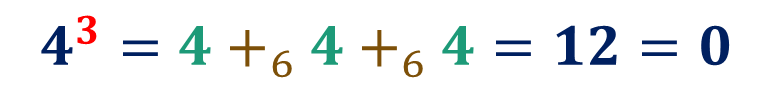 4³ = 4 +₆ 4 +₆ 4 = 12 = 0